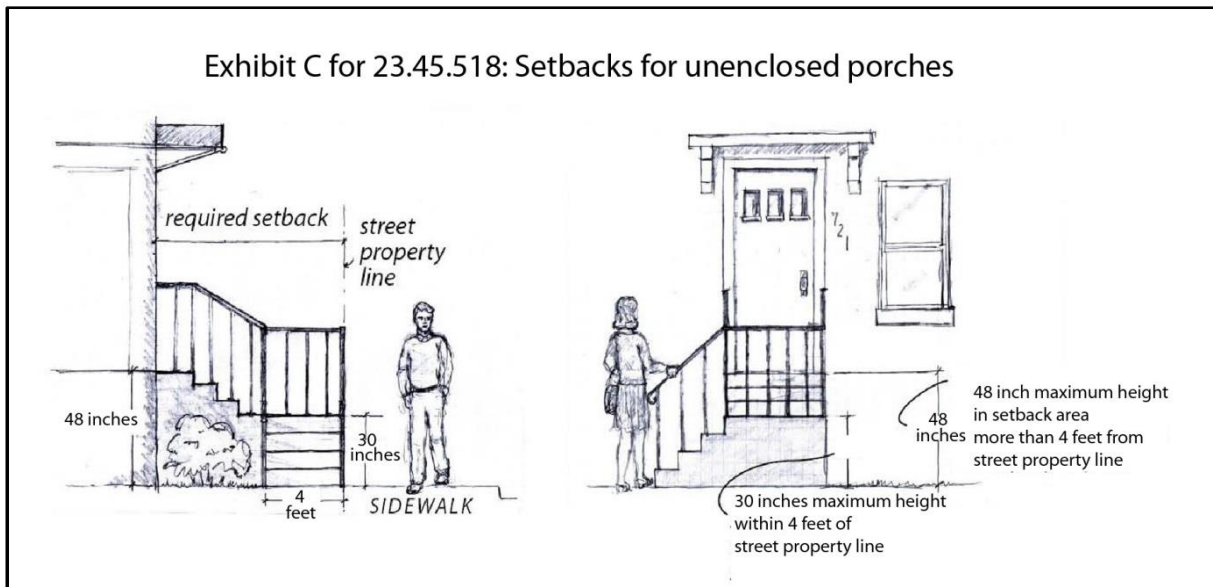 Exhibit C for 23.45.518: Setbacks for unenclosed porches
required setback
street
property
line
48 inches
30
inches
4
feet
SIDEWALK
721
48
inches
48 inch maximum height
in setback area
more than 4 feet from
street property line
30 inches maximum height
within 4 feet of
street property line